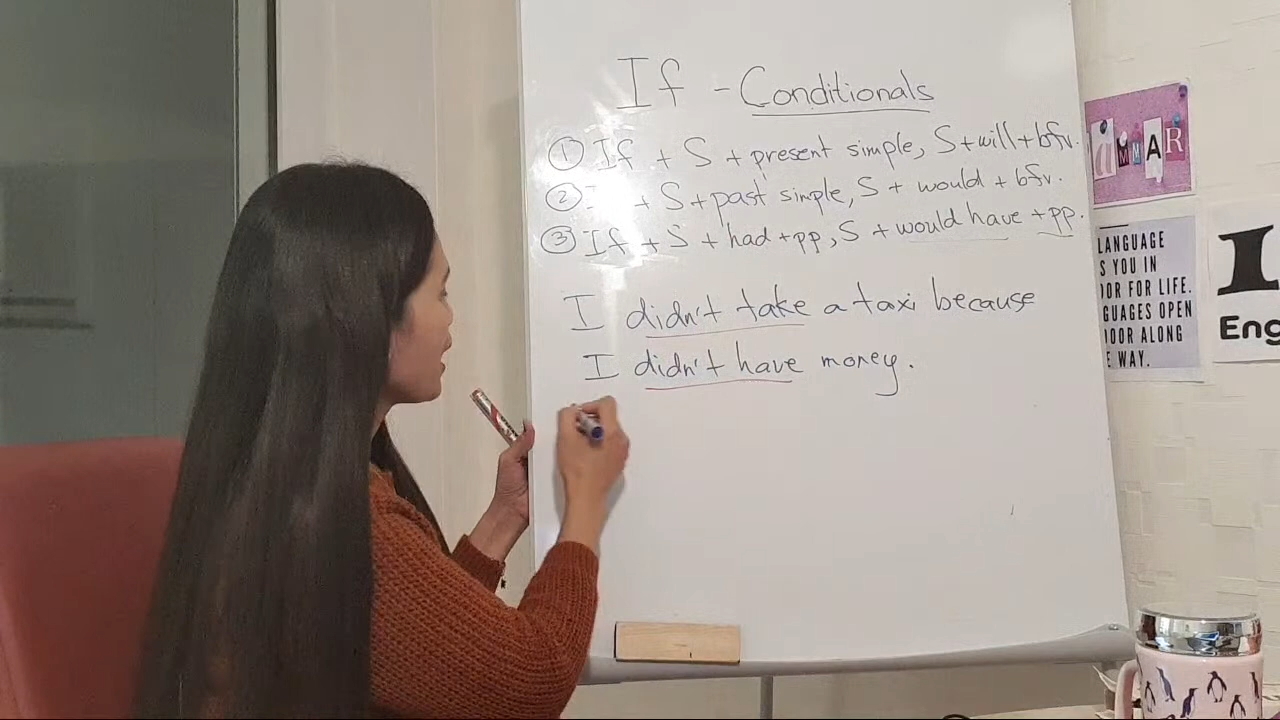 If - Conditionals
① If + S + present simple, S + will + bfv.
② + S + past simple, S + would + bfv.
③ If + S + had + pp, S + would have + pp.
I didn't take a taxi because
I didn't have money.
aMMAR
LANGUAGE
S YOU IN
OR FOR LIFE.
GUAGES OPEN
OOR ALONG
E WAY.
I
Eng